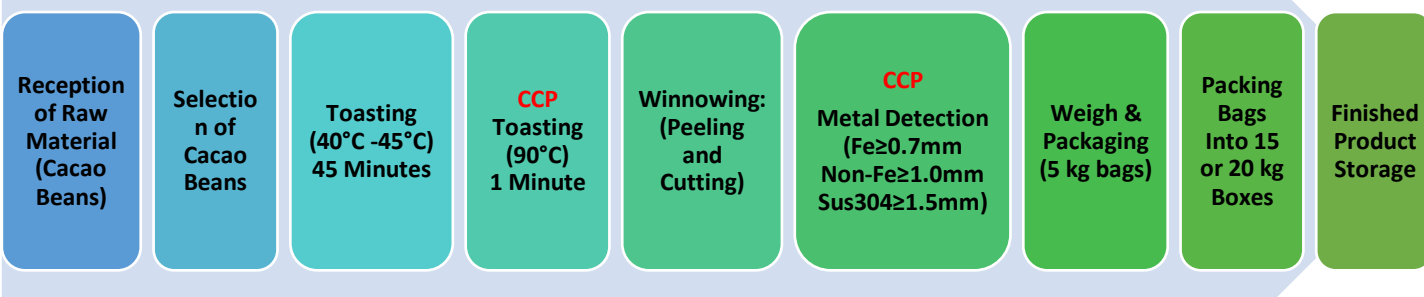 Reception
of Raw
Material
(Cacao
Beans)
Selectio
n of
Cacao
Beans
Toasting
(40°C -45°C)
45 Minutes
CCP
Toasting
(90°C)
1 Minute
Winnowing:
(Peeling
and
Cutting)
CCP
Metal Detection
(Fe≥0.7mm
Non-Fe≥1.0mm
Sus304≥1.5mm)
Weigh &
Packaging
(5 kg bags)
Packing
Bags
Into 15
or 20 kg
Boxes
Finished
Product
Storage